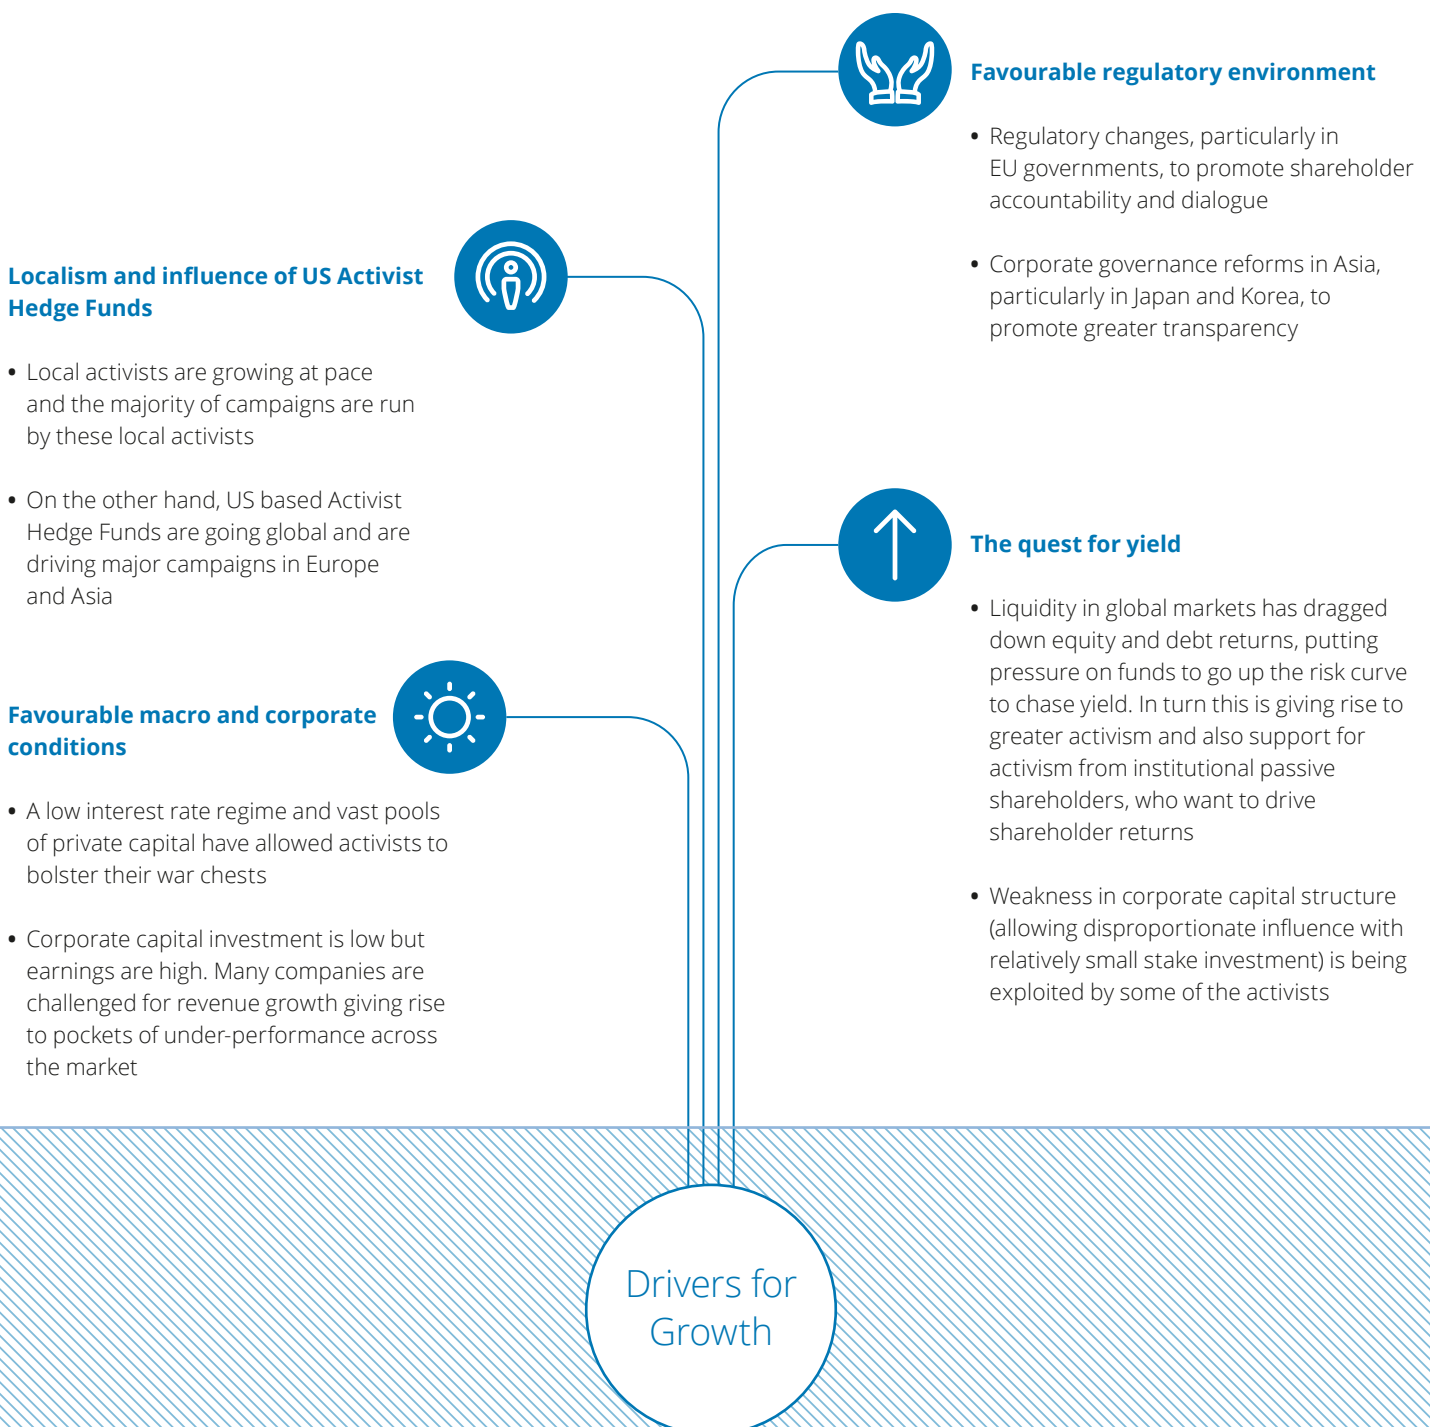 Favourable regulatory environment
• Regulatory changes, particularly in
EU governments, to promote shareholder
accountability and dialogue
• Corporate governance reforms in Asia,
particularly in Japan and Korea, to
promote greater transparency
Localism and influence of US Activist
Hedge Funds
• Local activists are growing at pace
and the majority of campaigns are run
by these local activists
• On the other hand, US based Activist
Hedge Funds are going global and are
driving major campaigns in Europe
and Asia
The quest for yield
• Liquidity in global markets has dragged
down equity and debt returns, putting
pressure on funds to go up the risk curve
to chase yield. In turn this is giving rise to
greater activism and also support for
activism from institutional passive
shareholders, who want to drive
shareholder returns
• Weakness in corporate capital structure
(allowing disproportionate influence with
relatively small stake investment) is being
exploited by some of the activists
Favourable macro and corporate
conditions
• A low interest rate regime and vast pools
of private capital have allowed activists to
bolster their war chests
• Corporate capital investment is low but
earnings are high. Many companies are
challenged for revenue growth giving rise
to pockets of under-performance across
the market
Drivers for
Growth